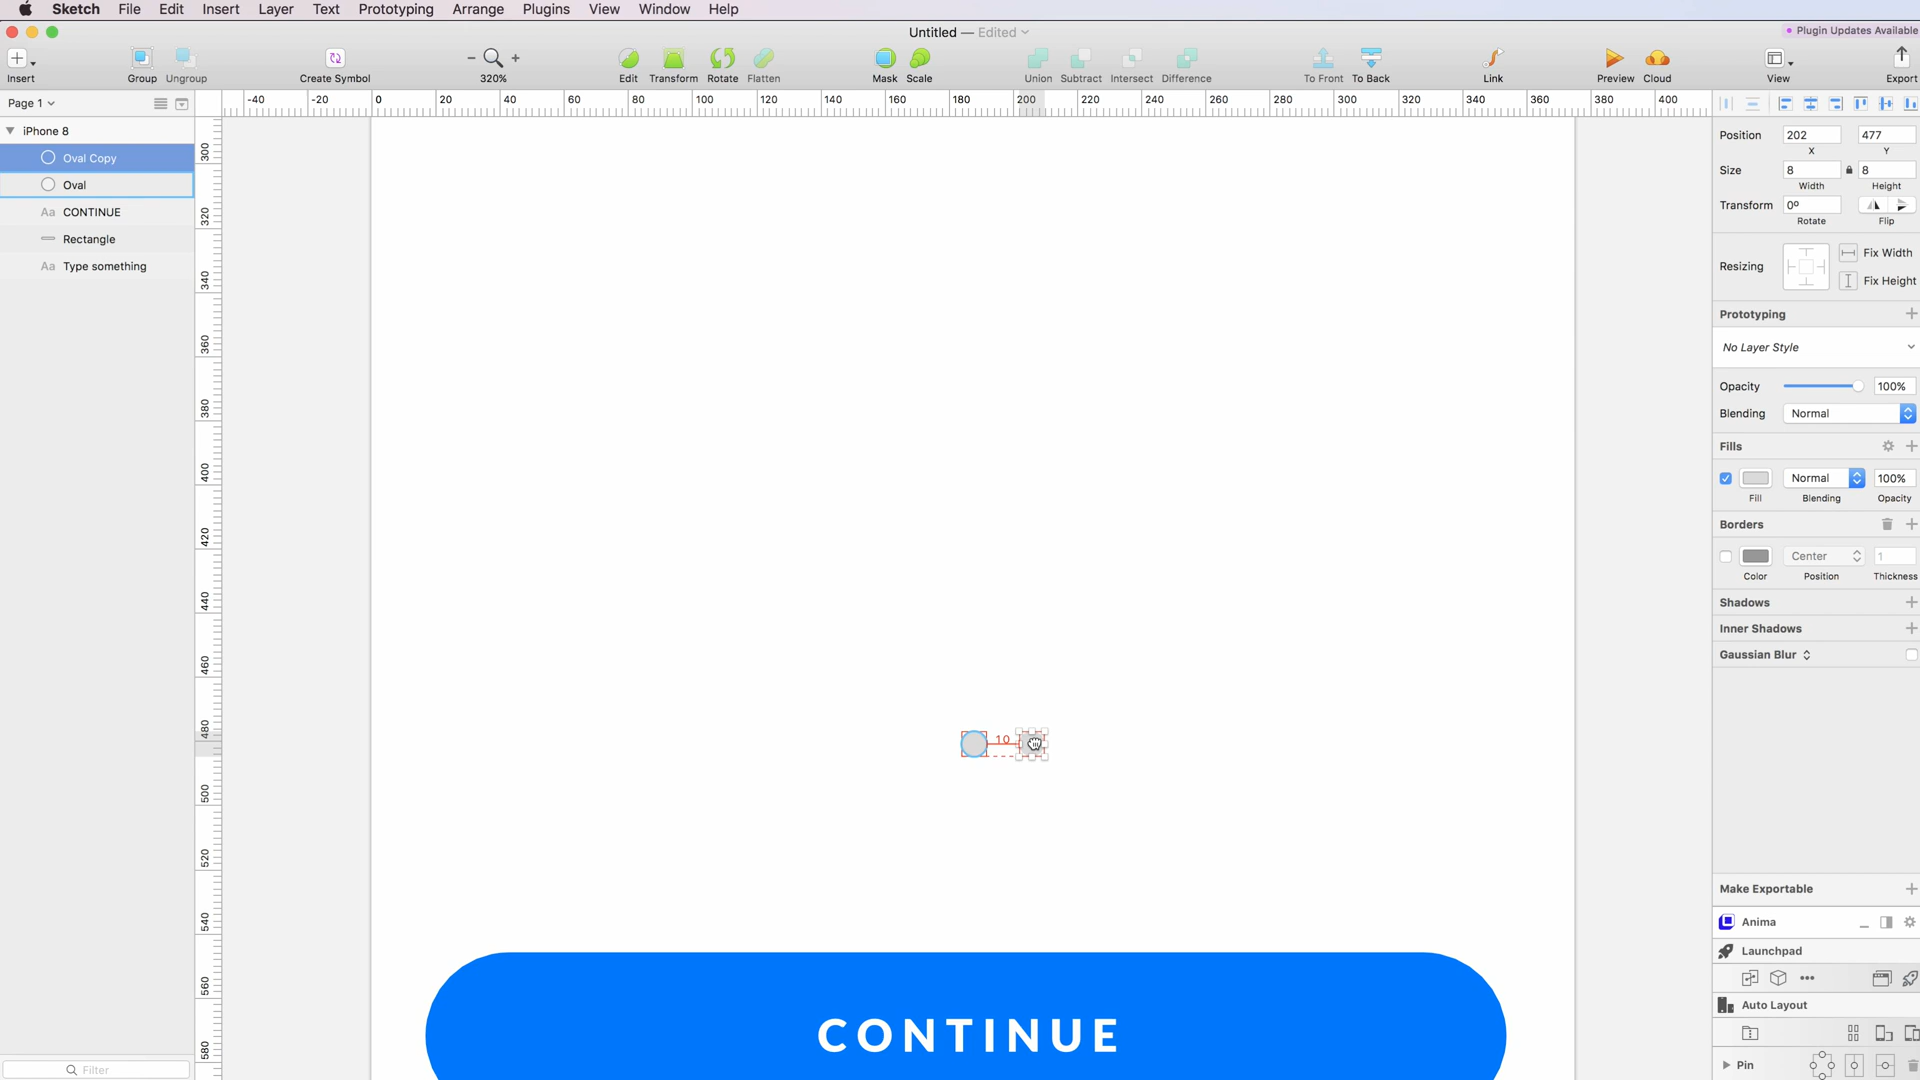 Sketch File Edit Insert Layer Text Prototyping Arrange Plugins View Window Help
Untitled — Edited
Plugin Updates Available
Insert Group Ungroup Create Symbol 320% Edit Transform Rotate Flatten Mask Scale Union Subtract Intersect Difference To Front To Back Link Preview Cloud View Export
Page 1
-40 -20 0 20 40 60 80 100 120 140 160 180 200 220 240 260 280 300 320 340 360 380 400
iPhone 8
Oval Copy
Oval
Aa CONTINUE
Rectangle
Aa Type something
Filter
300
320
340
360
380
400
420
440
460
480
500
520
540
560
580
10
CONTINUE
Position 202 477
X Y
Size 8 8
Width Height
Transform 0º
Rotate Flip
Resizing Fix Width
Fix Height
Prototyping
No Layer Style
Opacity 100%
Blending Normal
Fills
Normal 100%
Fill Blending Opacity
Borders
Center 1
Color Position Thickness
Shadows
Inner Shadows
Gaussian Blur
Make Exportable
Anima
Launchpad
Auto Layout
Pin